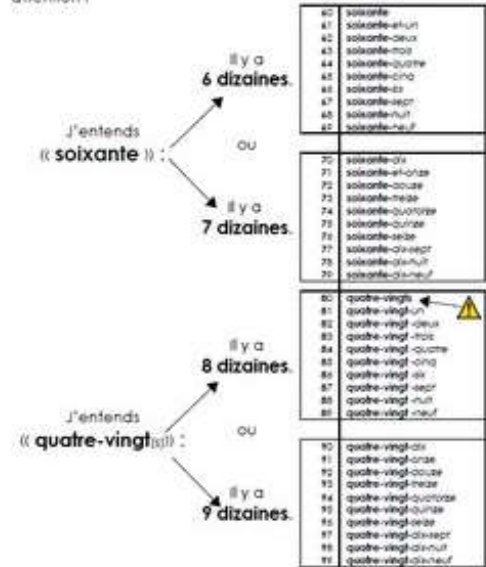 attention !
J'entends
(( soixante )) :
Il y a
6 dizaines.
ou
Il y a
7 dizaines.
60 soixante
61 soixante-et-un
62 soixante-deux
63 soixante-trois
64 soixante-quatre
65 soixante-cinq
66 soixante-six
67 soixante-sept
68 soixante-huit
69 soixante-neuf
70 soixante-dix
71 soixante-et-onze
72 soixante-douze
73 soixante-treize
74 soixante-quatorze
75 soixante-quinze
76 soixante-seize
77 soixante-dix-sept
78 soixante-dix-huit
79 soixante-dix-neuf
J'entends
(( quatre-vingt(s))) :
Il y a
8 dizaines.
ou
Il y a
9 dizaines.
80 quatre-vingts
81 quatre-vingt-un
82 quatre-vingt -deux
83 quatre-vingt -trois
84 quatre-vingt -quatre
85 quatre-vingt -cinq
86 quatre-vingt -six
87 quatre-vingt -sept
88 quatre-vingt -huit
89 quatre-vingt -neuf
90 quatre-vingt-dix
91 quatre-vingt-onze
92 quatre-vingt-douze
93 quatre-vingt-treize
94 quatre-vingt-quatorze
95 quatre-vingt-quinze
96 quatre-vingt-seize
97 quatre-vingt-dix-sept
98 quatre-vingt-dix-huit
99 quatre-vingt-dix-neuf